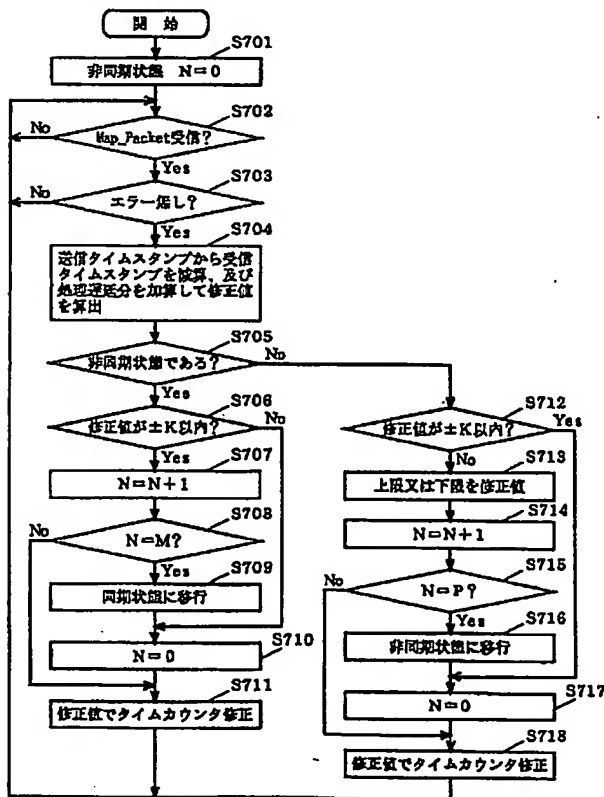 開始
S701
非同期状態 N=0
S702
Map_Packet受信?
No
Yes
S703
エラー無し?
No
Yes
S704
送信タイムスタンプから受信
タイムスタンプを減算、及び
処理遅延分を加算して修正値
を算出
S705
非同期状態である?
No
Yes
S706
修正値が±K以内?
No
Yes
S707
N=N+1
S708
N=M?
No
Yes
S709
同期状態に移行
S710
N=0
S711
修正値でタイムカウンタ修正
S712
修正値が±K以内?
Yes
No
S713
上限又は下限を修正値
S714
N=N+1
S715
N=P?
No
Yes
S716
非同期状態に移行
S717
N=0
S718
修正値でタイムカウンタ修正